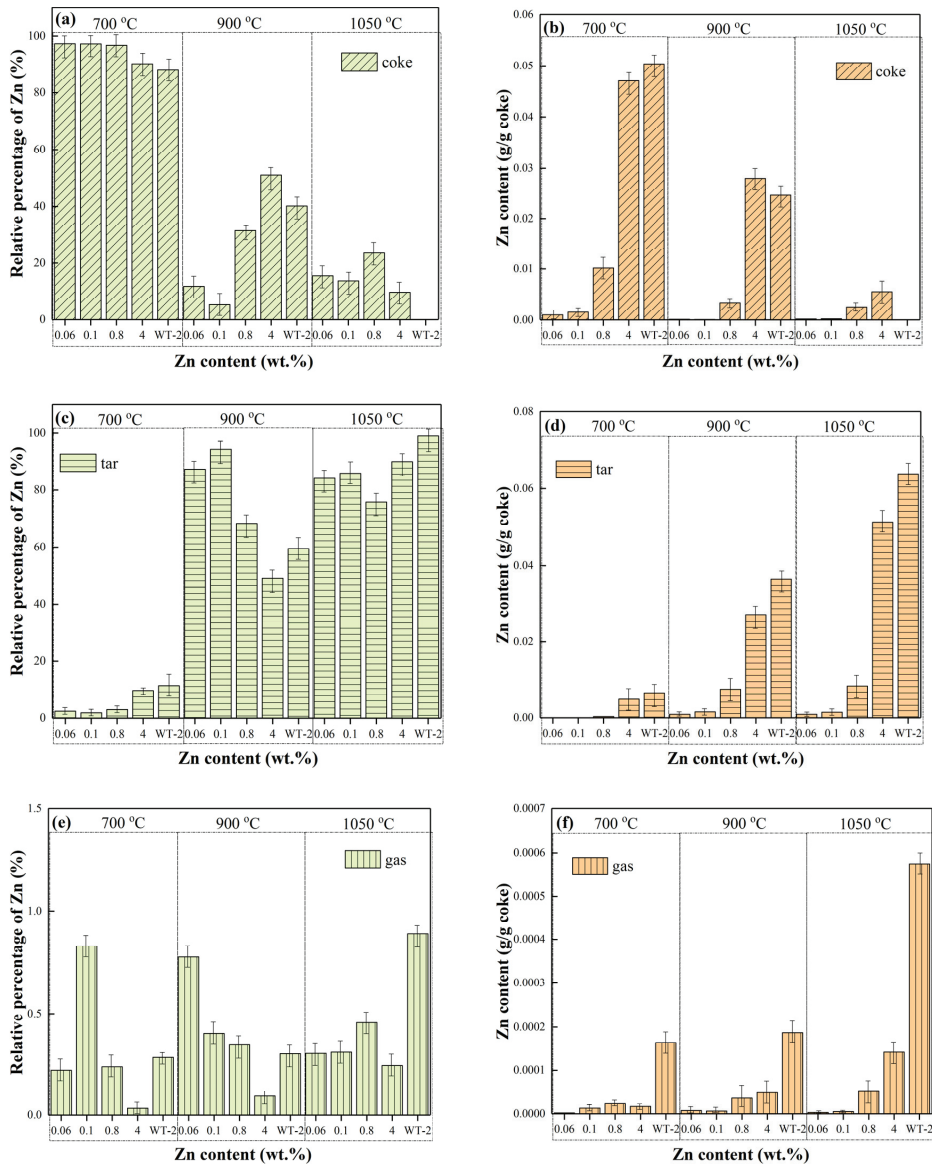 (a)
700 °C
900 °C
1050 °C
coke
Relative percentage of Zn (%)
100
80
60
40
20
0
0.06 0.1 0.8 4 WT-2 0.06 0.1 0.8 4 WT-2 0.06 0.1 0.8 4 WT-2
Zn content (wt.%)
(b)
700 °C
900 °C
1050 °C
coke
Zn content (g/g coke)
0.06
0.05
0.04
0.03
0.02
0.01
0.00
0.06 0.1 0.8 4 WT-2 0.06 0.1 0.8 4 WT-2 0.06 0.1 0.8 4 WT-2
Zn content (wt.%)
(c)
700 °C
900 °C
1050 °C
tar
Relative percentage of Zn (%)
100
80
60
40
20
0
0.06 0.1 0.8 4 WT-2 0.06 0.1 0.8 4 WT-2 0.06 0.1 0.8 4 WT-2
Zn content (wt.%)
(d)
700 °C
900 °C
1050 °C
tar
Zn content (g/g coke)
0.08
0.06
0.04
0.02
0.00
0.06 0.1 0.8 4 WT-2 0.06 0.1 0.8 4 WT-2 0.06 0.1 0.8 4 WT-2
Zn content (wt.%)
(e)
700 °C
900 °C
1050 °C
gas
Relative percentage of Zn (%)
1.5
1.0
0.5
0.0
0.06 0.1 0.8 4 WT-2 0.06 0.1 0.8 4 WT-2 0.06 0.1 0.8 4 WT-2
Zn content (wt.%)
(f)
700 °C
900 °C
1050 °C
gas
Zn content (g/g coke)
0.0007
0.0006
0.0005
0.0004
0.0003
0.0002
0.0001
0.0000
0.06 0.1 0.8 4 WT-2 0.06 0.1 0.8 4 WT-2 0.06 0.1 0.8 4 WT-2
Zn content (wt.%)